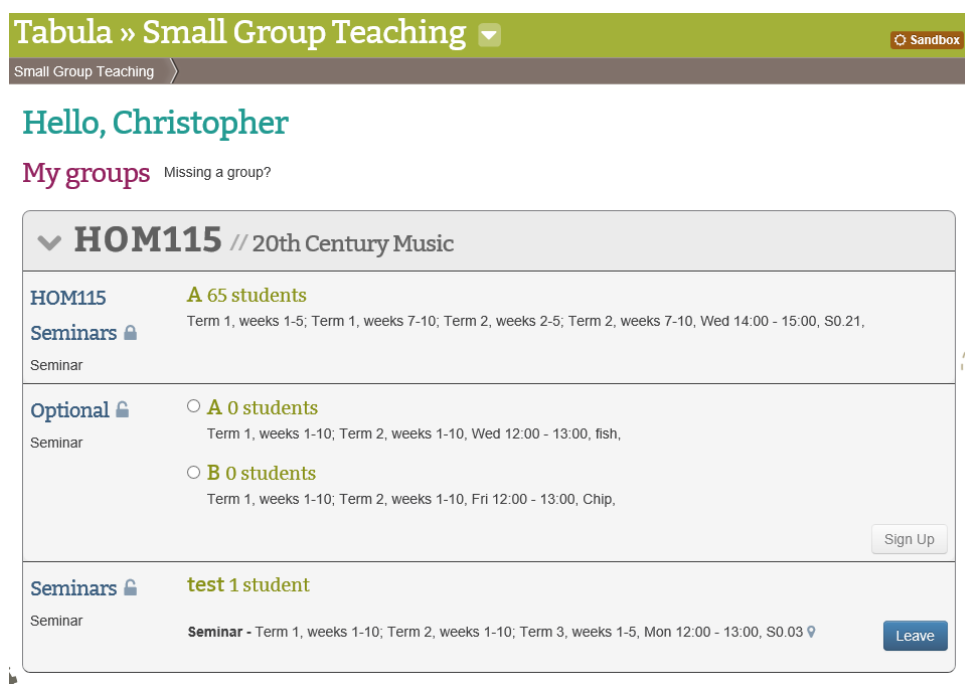 Tabula » Small Group Teaching
Sandbox
Small Group Teaching
Hello, Christopher
My groups Missing a group?
HOM115 // 20th Century Music
HOM115 Seminars
Seminar
A 65 students
Term 1, weeks 1-5; Term 1, weeks 7-10; Term 2, weeks 2-5; Term 2, weeks 7-10, Wed 14:00 - 15:00, S0.21,
Optional
Seminar
A 0 students
Term 1, weeks 1-10; Term 2, weeks 1-10, Wed 12:00 - 13:00, fish,
B 0 students
Term 1, weeks 1-10; Term 2, weeks 1-10, Fri 12:00 - 13:00, Chip,
Sign Up
Seminars
Seminar
test 1 student
Seminar - Term 1, weeks 1-10; Term 2, weeks 1-10; Term 3, weeks 1-5, Mon 12:00 - 13:00, S0.03
Leave